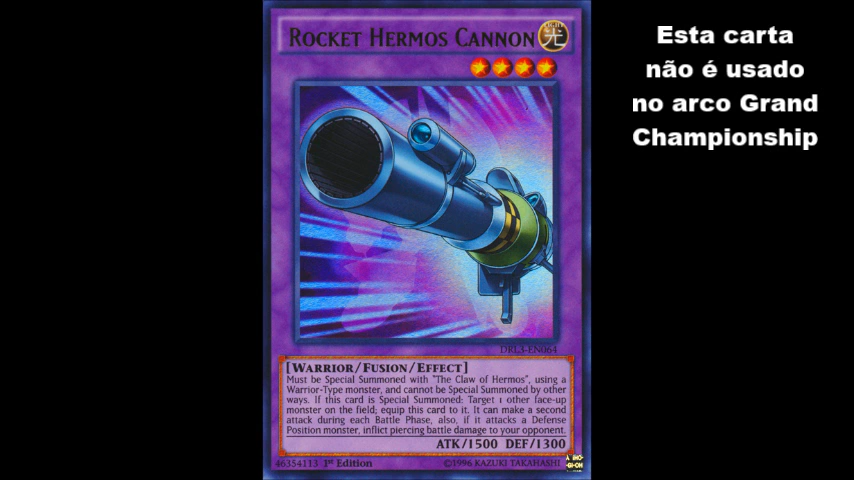 ROCKET HERMOS CANNON
LIGHT
光
DRL3-EN064
[WARRIOR/FUSION/EFFECT]
Must be Special Summoned with "The Claw of Hermos", using a
Warrior-Type monster, and cannot be Special Summoned by other
ways. If this card is Special Summoned: Target 1 other face-up
monster on the field; equip this card to it. It can make a second
attack during each Battle Phase, also, if it attacks a Defense
Position monster, inflict piercing battle damage to your opponent.
ATK/1500 DEF/1300
46354113 1st Edition ©1996 KAZUKI TAKAHASHI
Esta carta
não é usado
no arco Grand
Championship